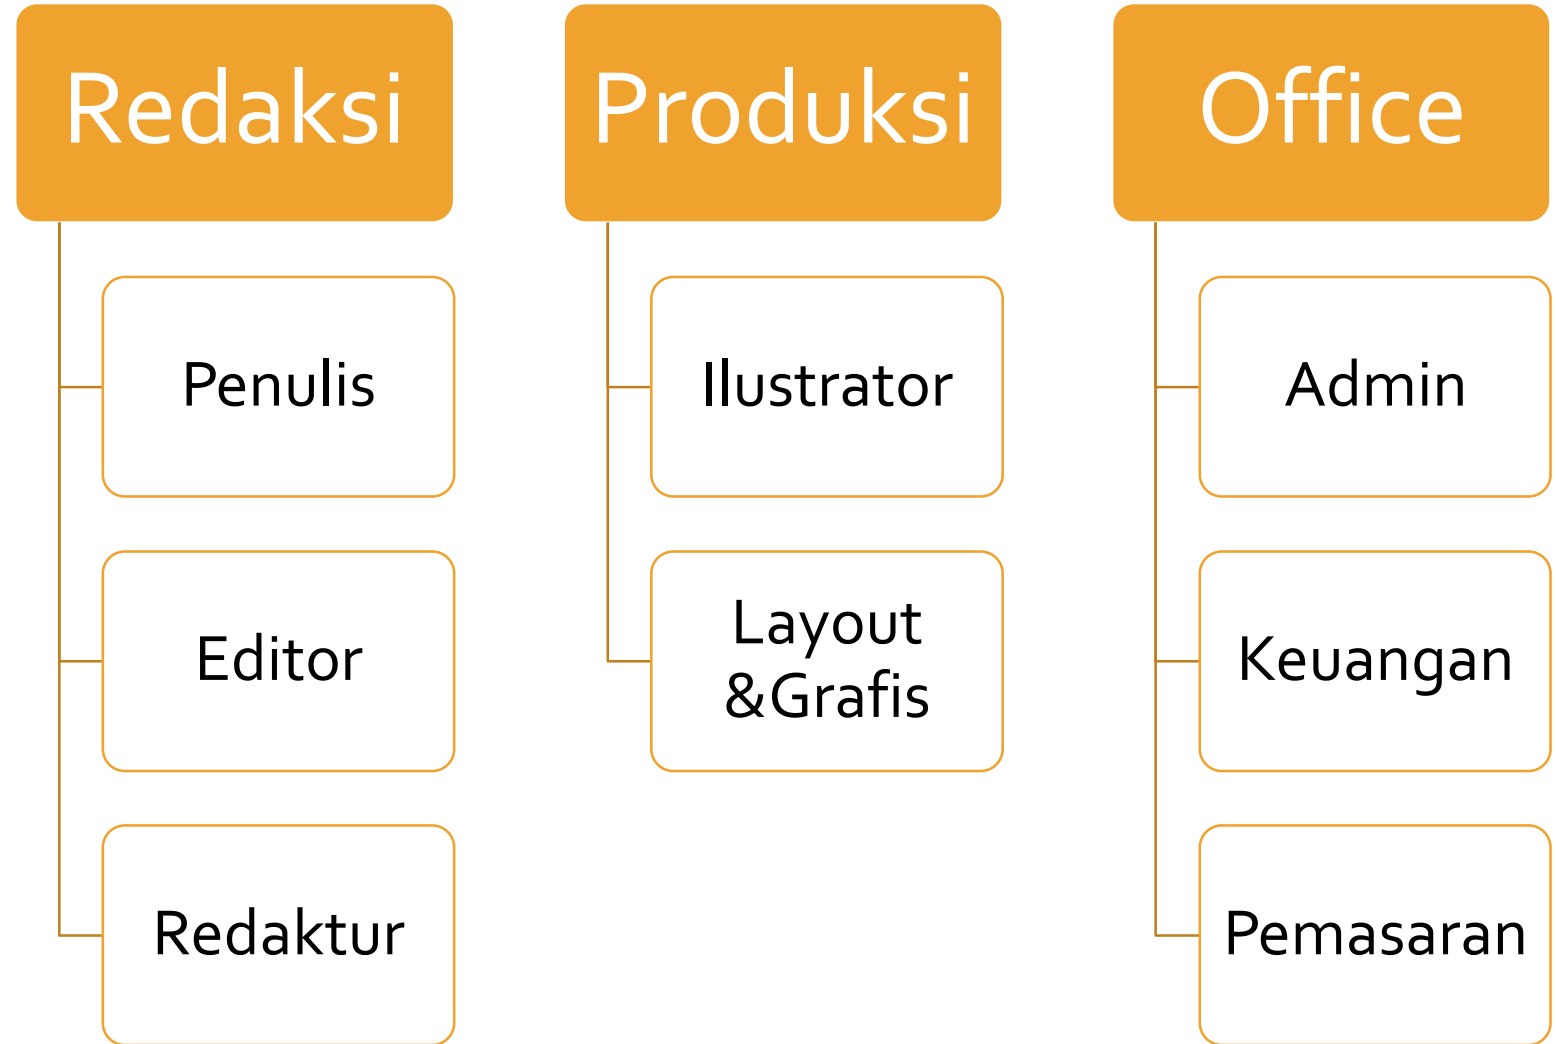 Redaksi
Penulis
Editor
Redaktur
Produksi
Ilustrator
Layout
&Grafis
Office
Admin
Keuangan
Pemasaran